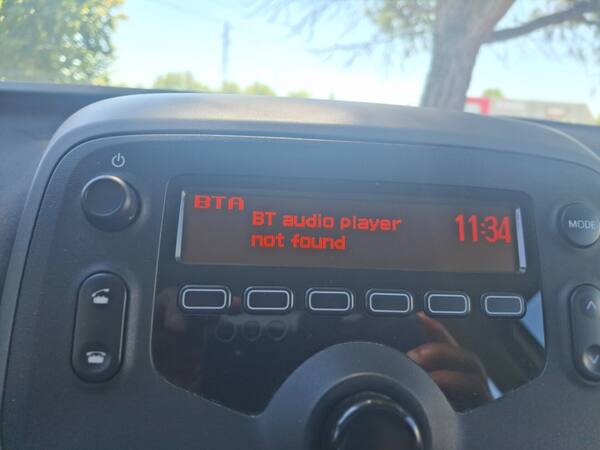 BTA
BT audio player
not found
11:34
MODE